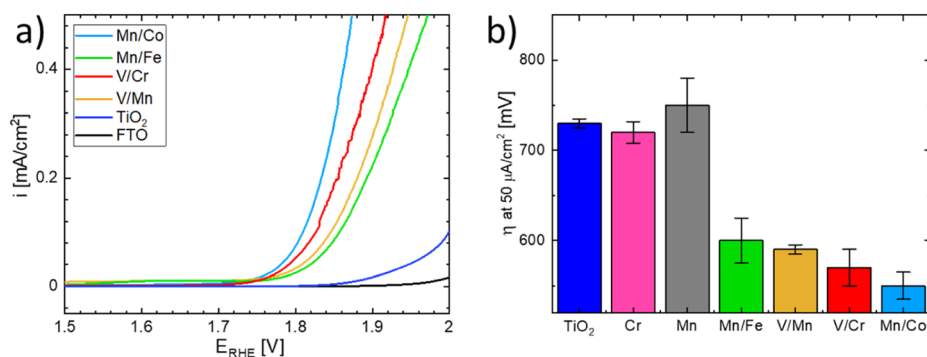 a)
Mn/Co
Mn/Fe
V/Cr
V/Mn
TiO₂
FTO
i [mA/cm²]
0.4
0.2
0
1.5 1.6 1.7 1.8 1.9 2
E_RHE [V]
b)
η at 50 μA/cm² [mV]
800
700
600
TiO₂ Cr Mn Mn/Fe V/Mn V/Cr Mn/Co